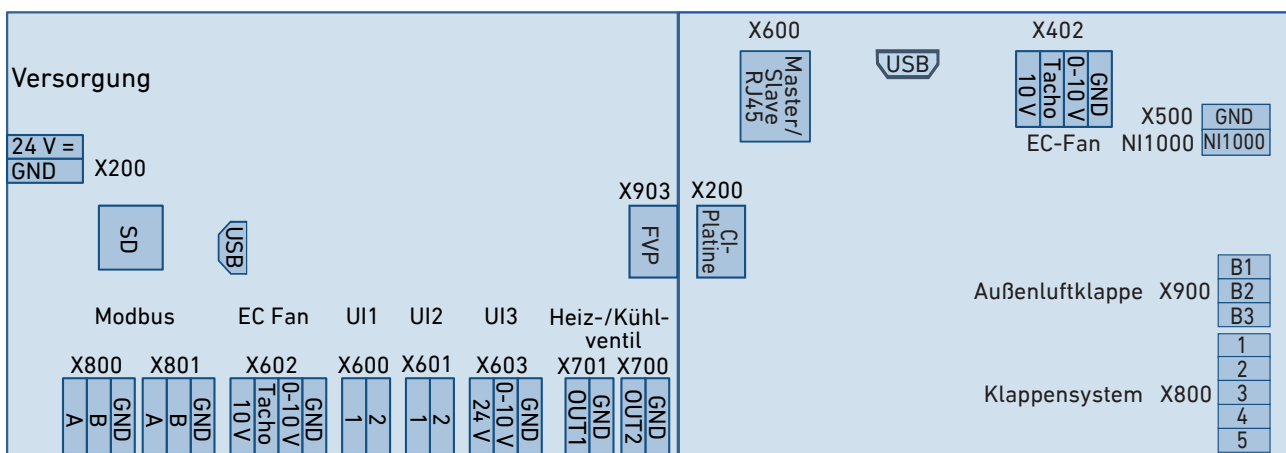 Versorgung
24 V =
GND
X200
SD
USB
X903
FVP
Modbus
EC Fan
UI1
UI2
UI3
Heiz-/Kühl-
ventil
X800
X801
X602
X600
X601
X603
X701
X700
A
B
GND
A
B
GND
10 V
Tacho
0-10 V
GND
1
2
1
2
24 V
0-10 V
GND
OUT1
GND
OUT2
GND
X600
Master/
Slave
RJ45
USB
X402
10 V
Tacho
0-10 V
GND
EC-Fan
X500
GND
NI1000
NI1000
X200
CI-
Platine
Außenluftklappe X900
B1
B2
B3
Klappensystem X800
1
2
3
4
5